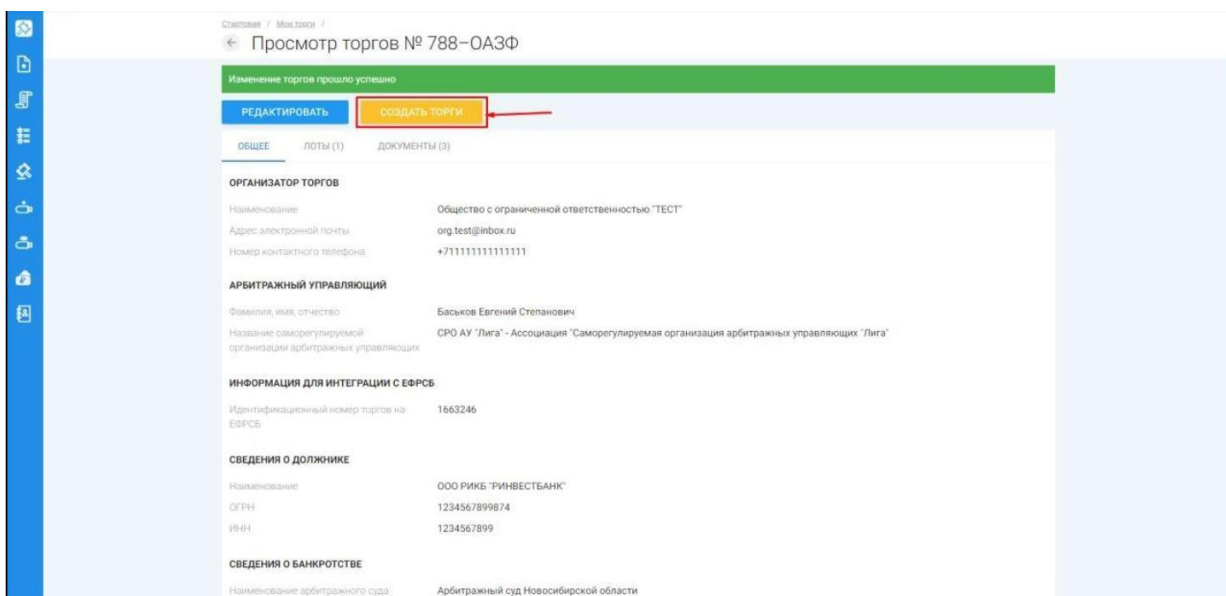 Стартовая / Мои торги /
← Просмотр торгов № 788-ОАЗФ
Изменение торгов прошло успешно
РЕДАКТИРОВАТЬ СОЗДАТЬ ТОРГИ
ОБЩЕЕ ЛОТЫ (1) ДОКУМЕНТЫ (3)
ОРГАНИЗАТОР ТОРГОВ
Наименование Общество с ограниченной ответственностью "ТЕСТ"
Адрес электронной почты org.test@inbox.ru
Номер контактного телефона +711111111111111
АРБИТРАЖНЫЙ УПРАВЛЯЮЩИЙ
Фамилия, имя, отчество Баськов Евгений Степанович
Название саморегулируемой СРО АУ "Лига" - Ассоциация "Саморегулируемая организация арбитражных управляющих "Лига"
организации арбитражных управляющих
ИНФОРМАЦИЯ ДЛЯ ИНТЕГРАЦИИ С ЕФРСБ
Идентификационный номер торгов на 1663246
ЕФРСБ
СВЕДЕНИЯ О ДОЛЖНИКЕ
Наименование ООО РИКБ "РИНВЕСТБАНК"
ОГРН 1234567899874
ИНН 1234567899
СВЕДЕНИЯ О БАНКРОТСТВЕ
Наименование арбитражного суда Арбитражный суд Новосибирской области